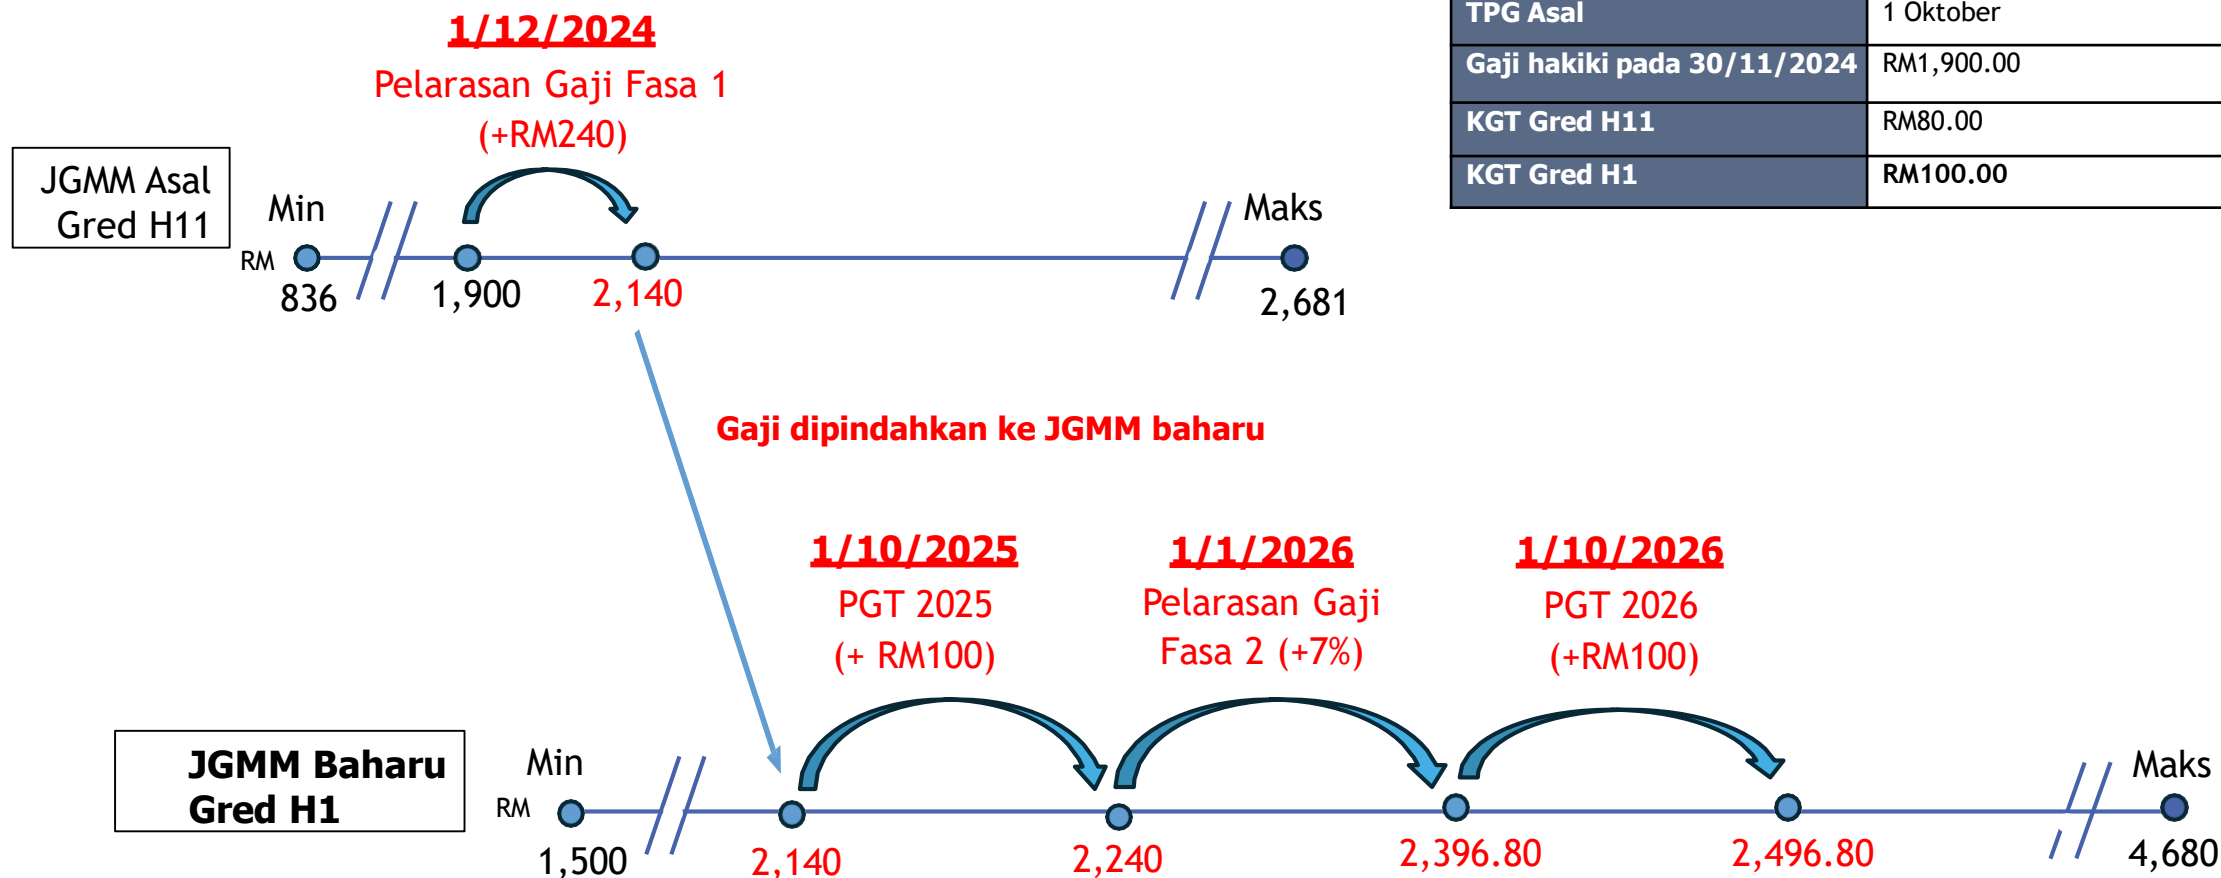 1/12/2024
Pelarasan Gaji Fasa 1
(+RM240)
TPG Asal 1 Oktober
Gaji hakiki pada 30/11/2024 RM1,900.00
KGT Gred H11 RM80.00
KGT Gred H1 RM100.00
JGMM Asal
Gred H11
Min
Maks
RM
836
1,900
2,140
2,681
Gaji dipindahkan ke JGMM baharu
1/10/2025
PGT 2025
(+ RM100)
1/1/2026
Pelarasan Gaji
Fasa 2 (+7%)
1/10/2026
PGT 2026
(+RM100)
JGMM Baharu
Gred H1
Min
Maks
RM
1,500
2,140
2,240
2,396.80
2,496.80
4,680